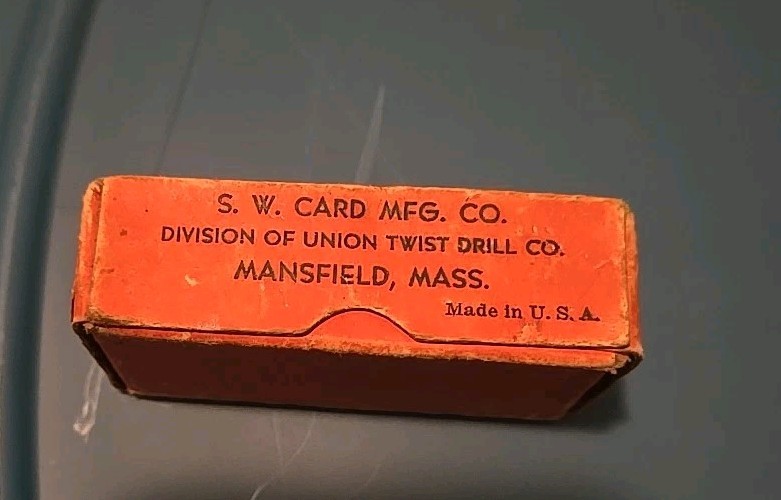 S. W. CARD MFG. CO.
DIVISION OF UNION TWIST DRILL CO.
MANSFIELD, MASS.
Made in U. S. A.